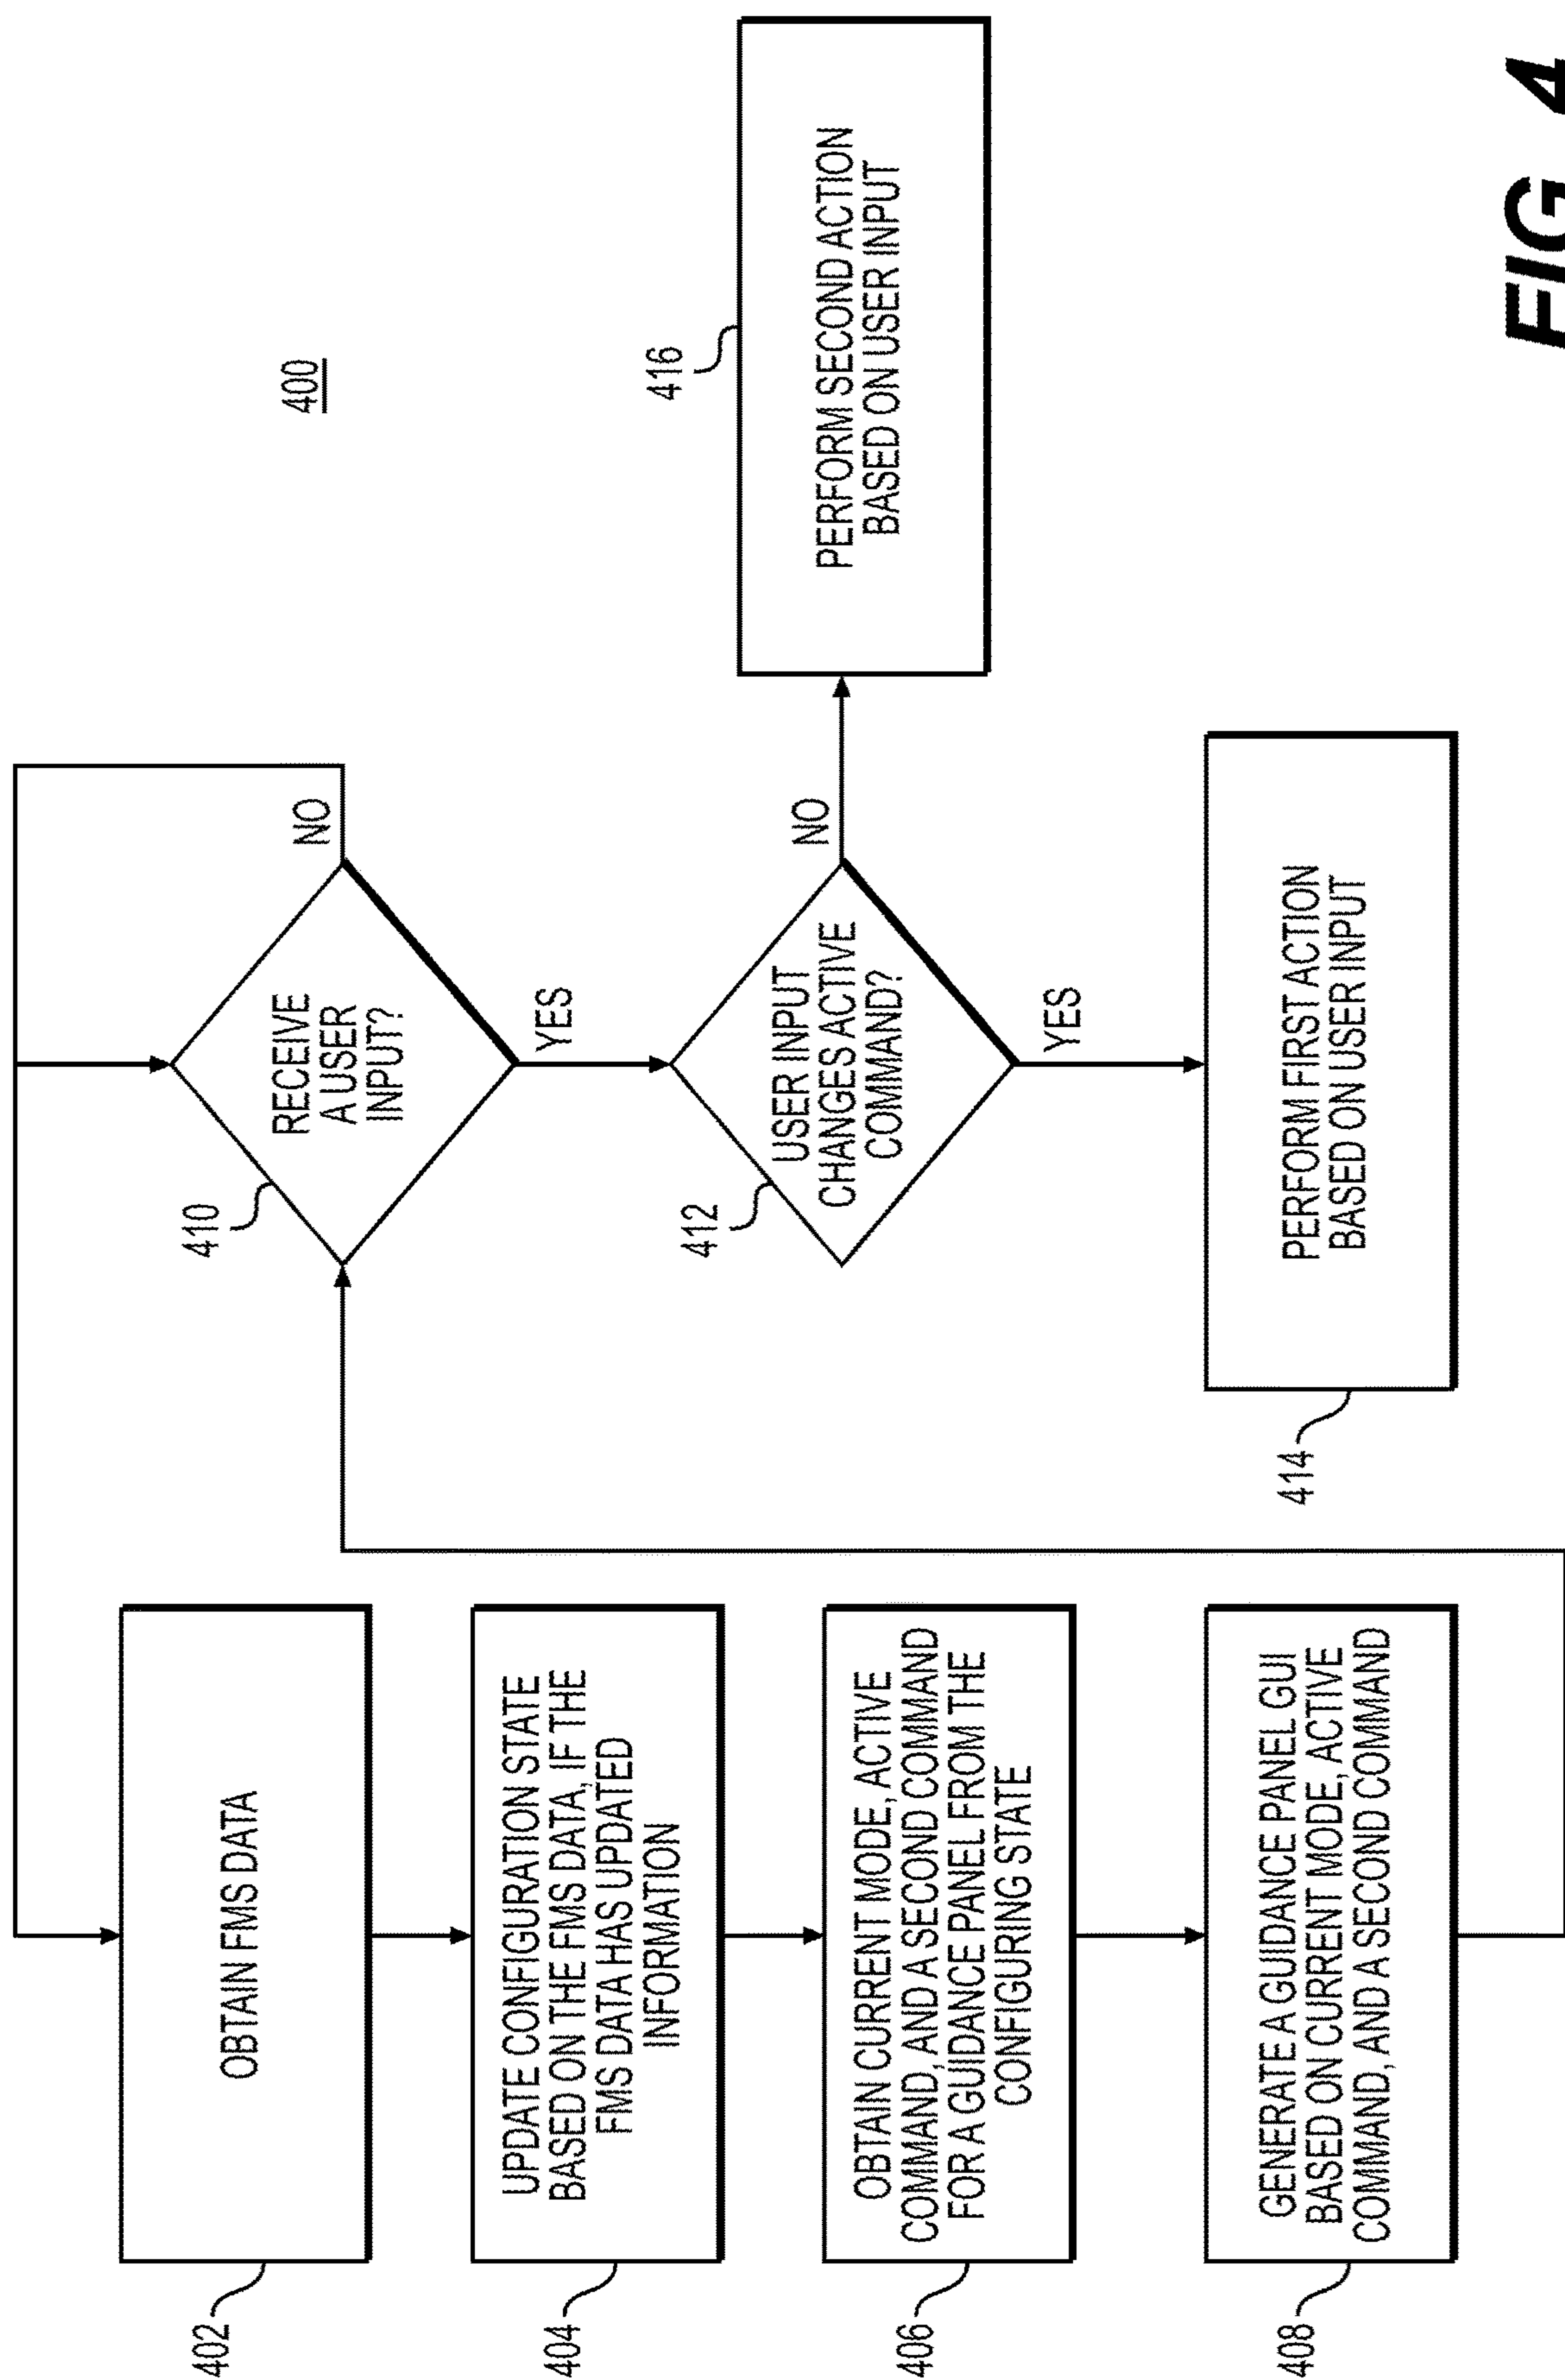 400
402
OBTAIN FMS DATA
404
UPDATE CONFIGURATION STATE
BASED ON THE FMS DATA, IF THE
FMS DATA HAS UPDATED
INFORMATION
406
OBTAIN CURRENT MODE, ACTIVE
COMMAND, AND A SECOND COMMAND
FOR A GUIDANCE PANEL FROM THE
CONFIGURING STATE
408
GENERATE A GUIDANCE PANEL GUI
BASED ON CURRENT MODE, ACTIVE
COMMAND, AND A SECOND COMMAND
410
RECEIVE
A USER
INPUT?
NO
YES
412
USER INPUT
CHANGES ACTIVE
COMMAND?
NO
YES
414
PERFORM FIRST ACTION
BASED ON USER INPUT
416
PERFORM SECOND ACTION
BASED ON USER INPUT
FIG. 4